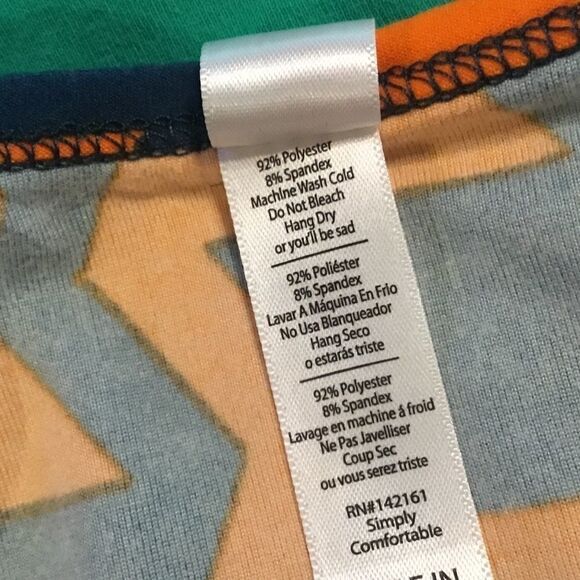 92% Polyester
8% Spandex
Machine Wash Cold
Do Not Bleach
Hang Dry
or you'll be sad
92% Poliéster
8% Spandex
Lavar A Máquina En Frio
No Usa Blanqueador
Hang Seco
o estarás triste
92% Polyester
8% Spandex
Lavage en machine á froid
Ne Pas Javelliser
Coup Sec
ou vous serez triste
RN#142161
Simply
Comfortable
IN